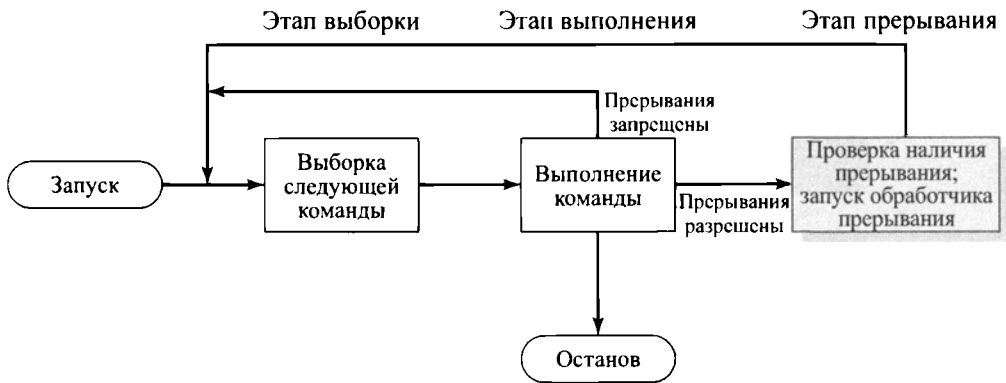 Этап выборки
Этап выполнения
Этап прерывания
Прерывания
запрещены
Запуск
Выборка
следующей
команды
Выполнение
команды
Прерывания
разрешены
Проверка наличия
прерывания;
запуск обработчика
прерывания
Останов